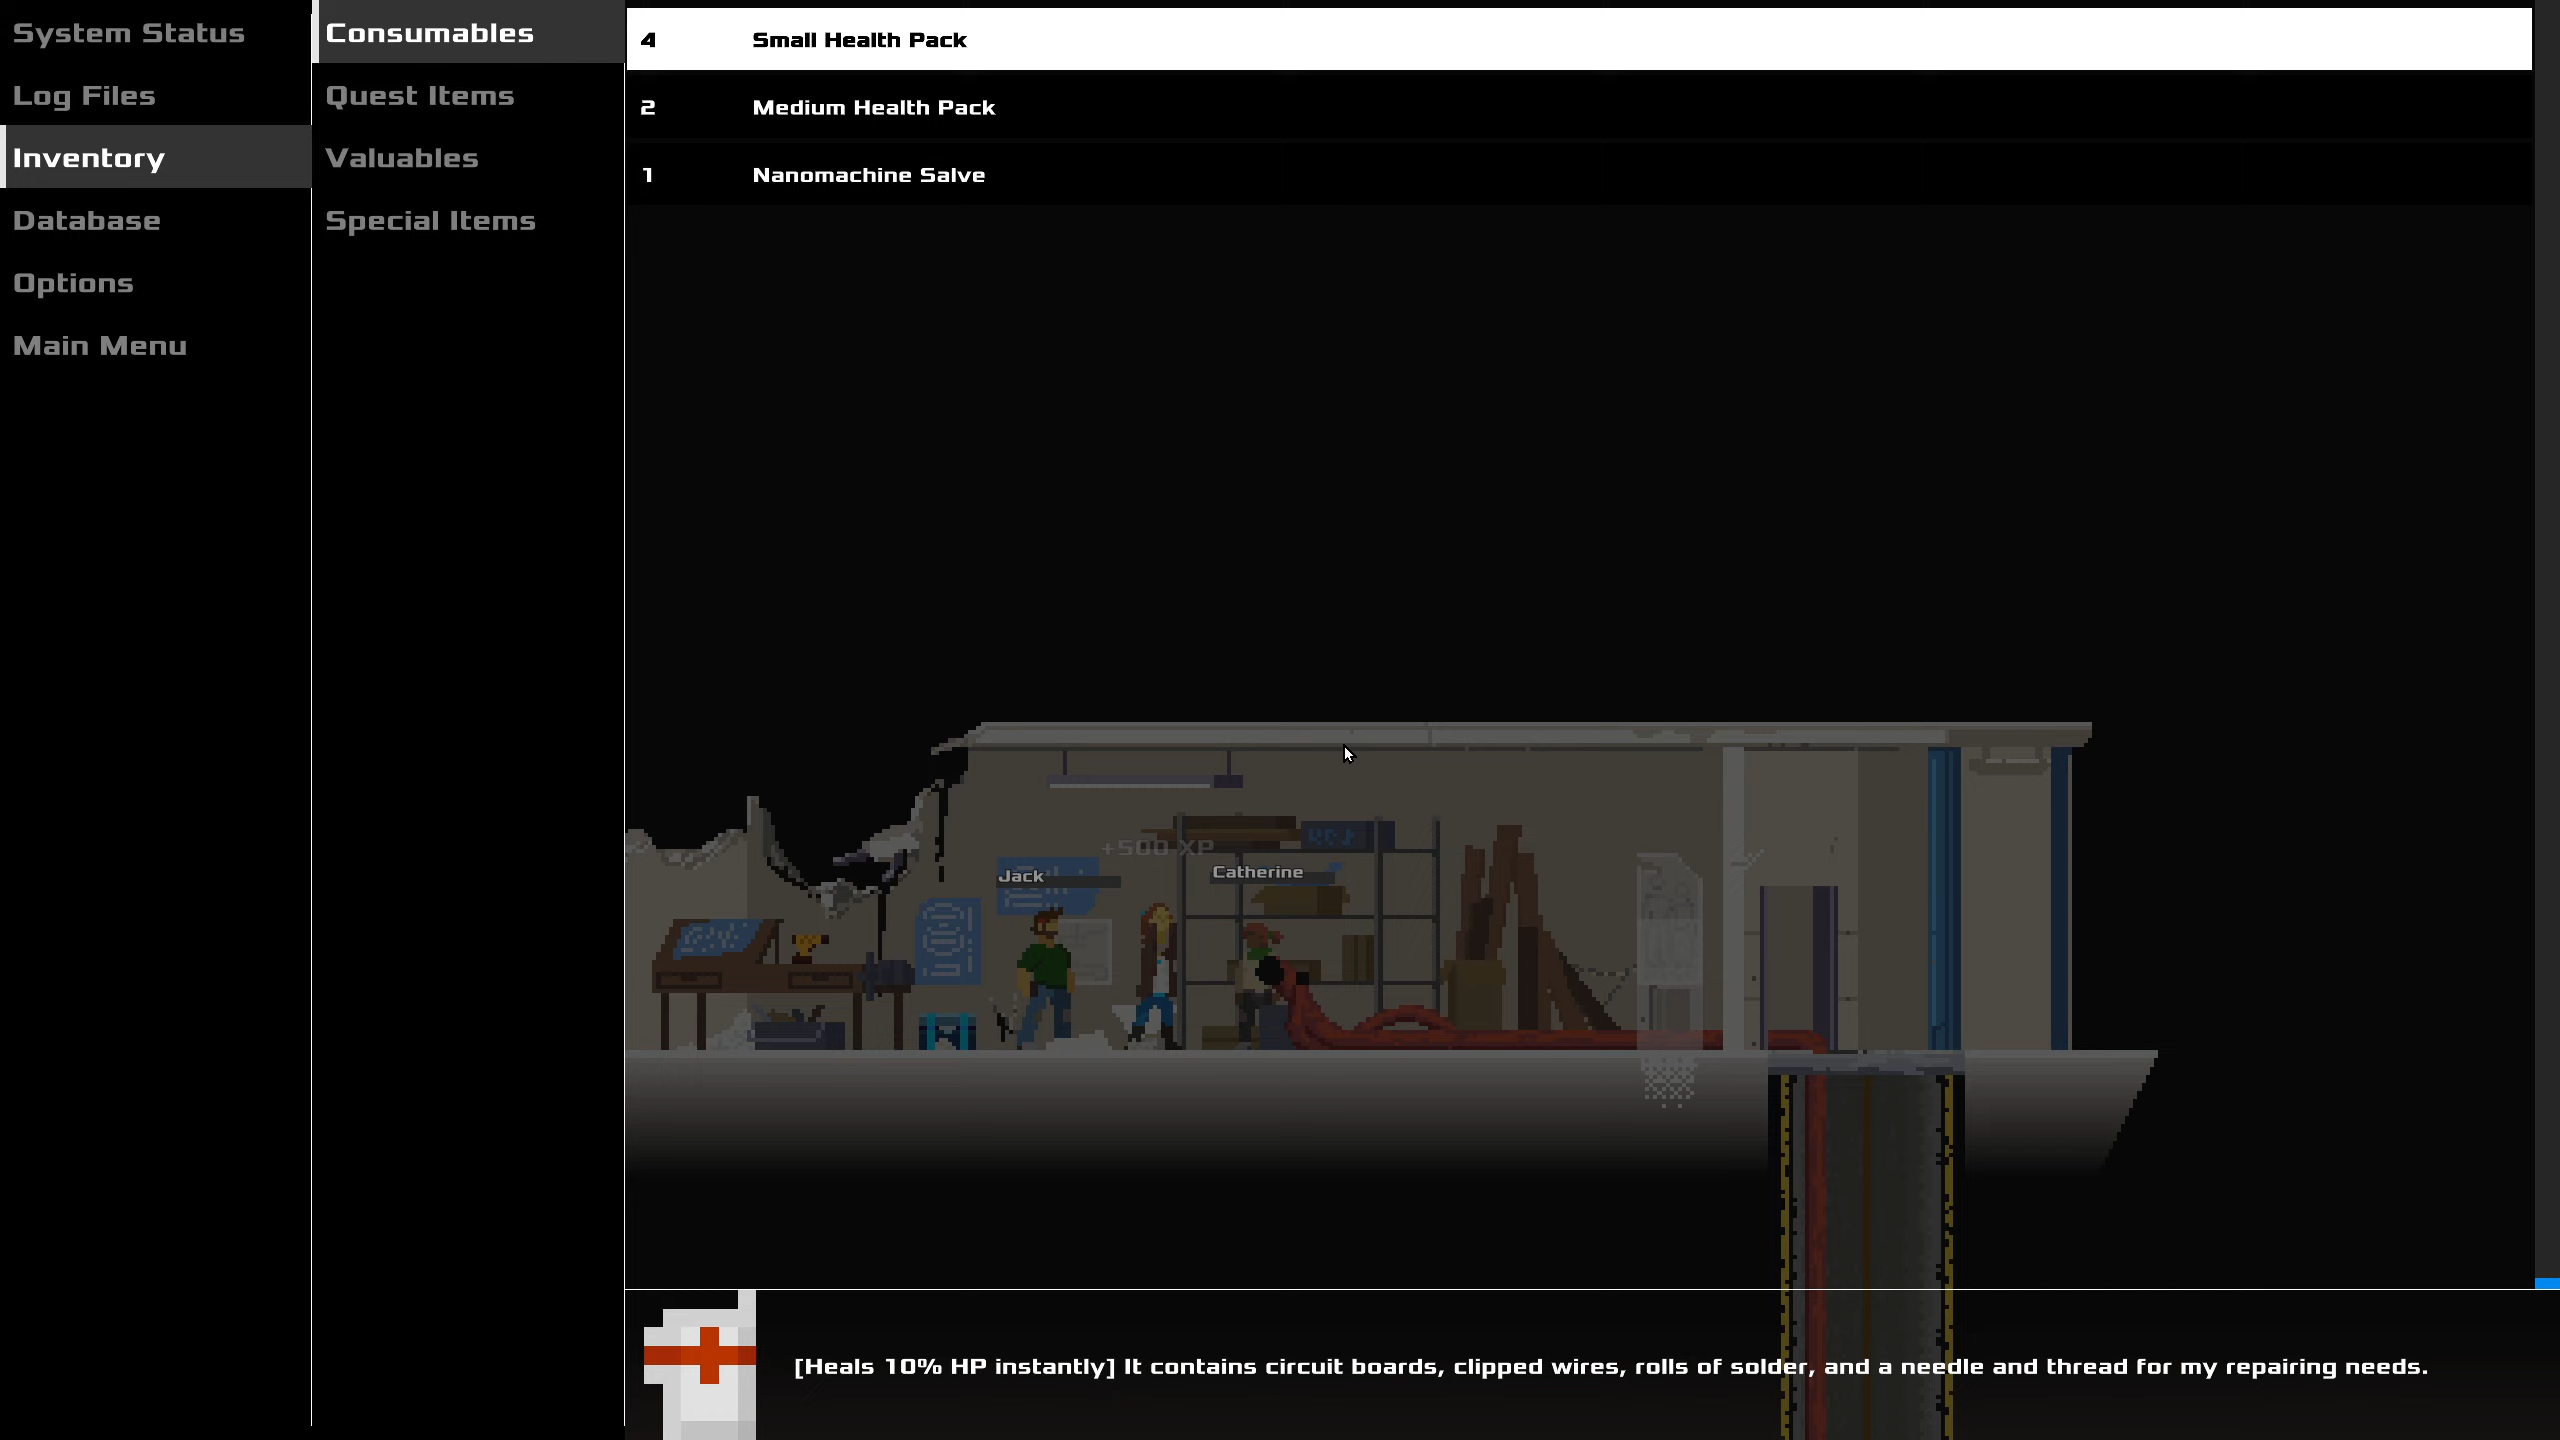 System Status
Log Files
Inventory
Database
Options
Main Menu
Consumables
Quest Items
Valuables
Special Items
4 Small Health Pack
2 Medium Health Pack
1 Nanomachine Salve
+500 XP
Jack
Catherine
[Heals 10% HP instantly] It contains circuit boards, clipped wires, rolls of solder, and a needle and thread for my repairing needs.